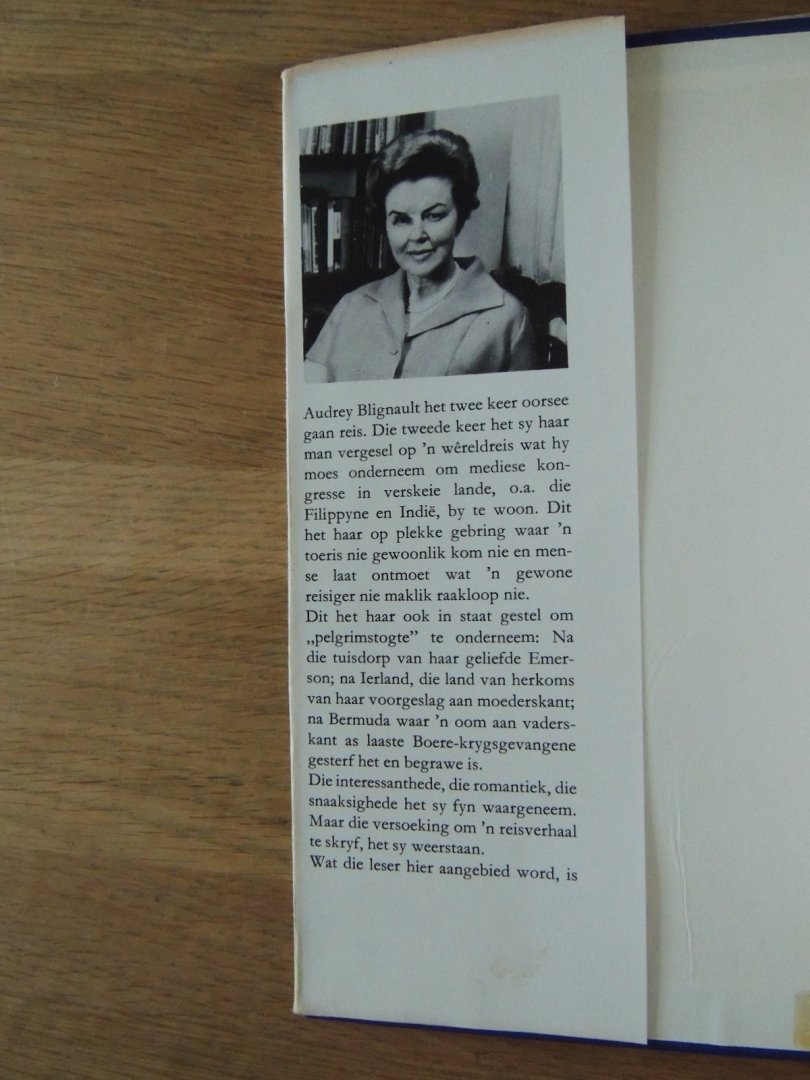 Audrey Blignault het twee keer oorsee
gaan reis. Die tweede keer het sy haar
man vergesel op 'n wêreldreis wat hy
moes onderneem om mediese kon-
gresse in verskeie lande, o.a. die
Filippyne en Indië, by te woon. Dit
het haar op plekke gebring waar 'n
toeris nie gewoonlik kom nie en men-
se laat ontmoet wat 'n gewone
reisiger nie maklik raakloop nie.
Dit het haar ook in staat gestel om
„pelgrimstogte” te onderneem: Na
die tuisdorp van haar geliefde Emer-
son; na Ierland, die land van herkoms
van haar voorgeslag aan moederskant;
na Bermuda waar 'n oom aan vaders-
kant as laaste Boere-krygsgevangene
gesterf het en begrawe is.
Die interessanthede, die romantiek, die
snaaksighede het sy fyn waargeneem.
Maar die versoeking om 'n reisverhaal
te skryf, het sy weerstaan.
Wat die leser hier aangebied word, is